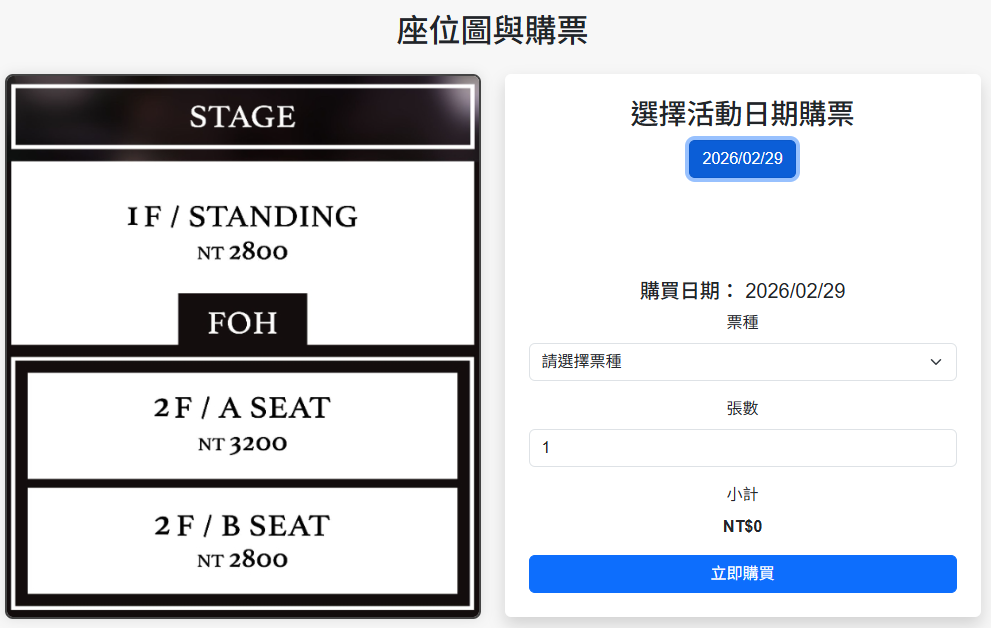 座位圖與購票
STAGE
1F / STANDING
NT 2800
FOH
2F / A SEAT
NT 3200
2F / B SEAT
NT 2800
選擇活動日期購票
2026/02/29
購買日期： 2026/02/29
票種
請選擇票種
張數
1
小計
NT$0
立即購買